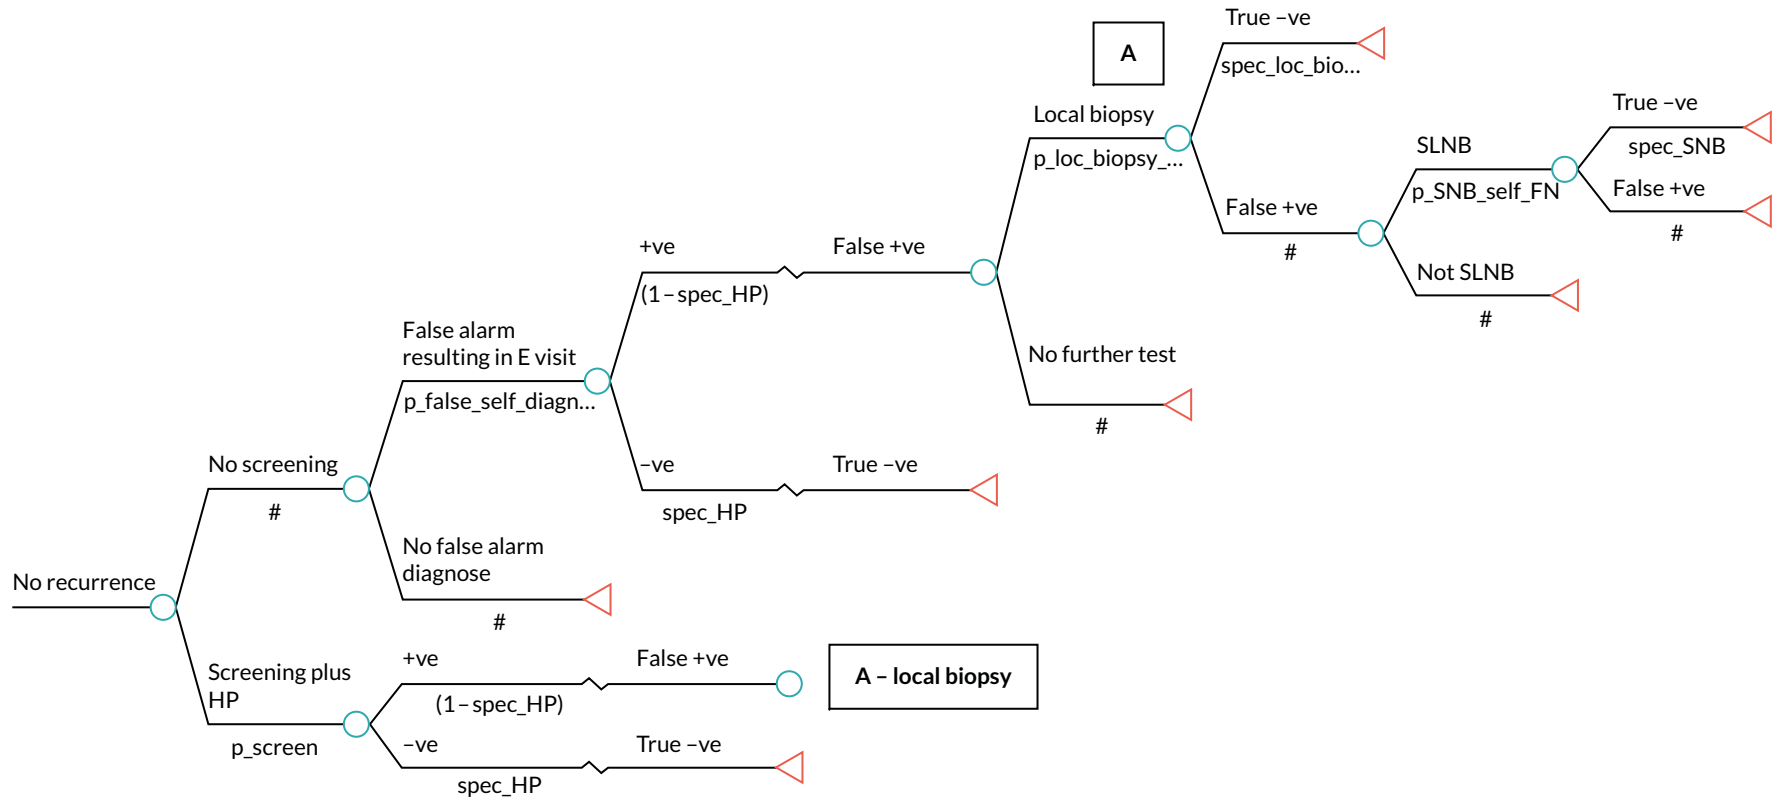 True –ve
A
spec_loc_bio...
True –ve
Local biopsy
SLNB
spec_SNB
p_loc_biopsy_...
p_SNB_self_FN
False +ve
False +ve
#
+ve
False +ve
#
Not SLNB
(1–spec_HP)
#
False alarm
resulting in E visit
No further test
p_false_self_diagn...
#
No screening
–ve
True –ve
#
spec_HP
No false alarm
diagnose
No recurrence
#
Screening plus
HP
+ve
False +ve
A – local biopsy
(1–spec_HP)
p_screen
–ve
True –ve
spec_HP